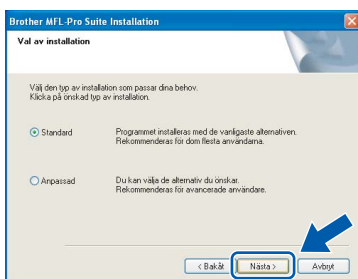 Brother MFL-Pro Suite Installation
Val av installation
Välj den typ av installation som passar dina behov.
Klicka på önskad typ av installation.
Standard
Programmet installeras med de vanligaste alternativen.
Rekommenderas för dom flesta användarna.
Anpassad
Du kan välja de alternativ du önskar.
Rekommenderas för avancerade användare.
< Bakåt
Nästa >
Avbryt